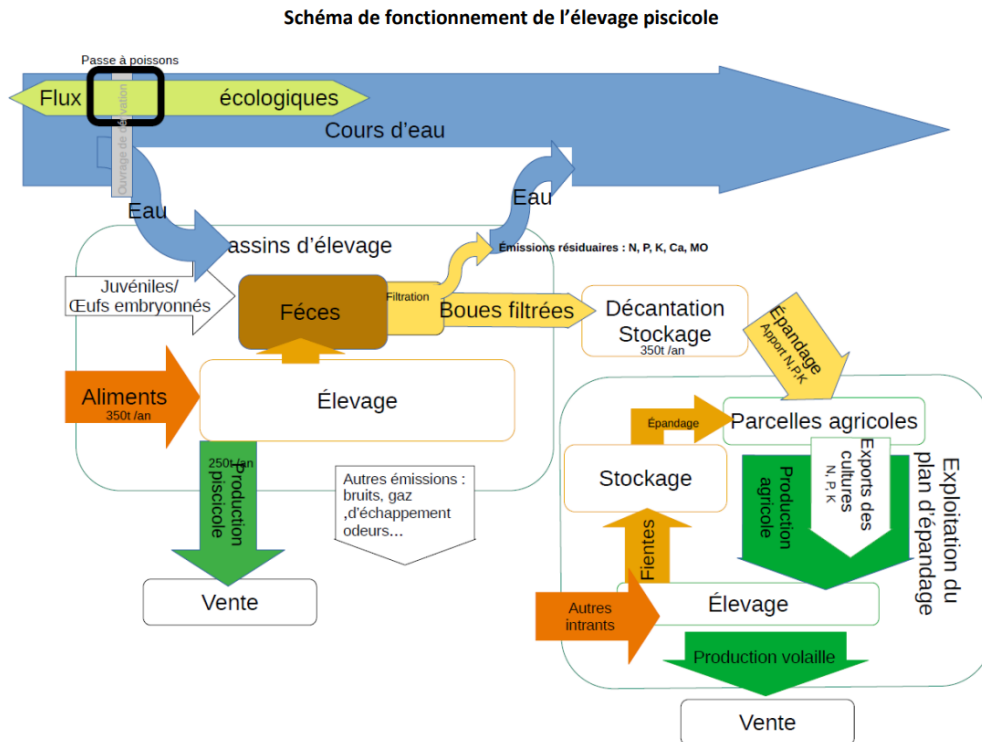 Schéma de fonctionnement de l’élevage piscicole
Passe à poissons
Flux
écologiques
Ouvrage de dérivation
Cours d’eau
Eau
Eau
assins d’élevage
Émissions résiduaires : N, P, K, Ca, MO
Juvéniles/
Œufs embryonnés
Féces
Filtration
Boues filtrées
Décantation
Stockage
350t /an
Épandage
Apport N,P,K
Aliments
350t /an
Élevage
Épandage
Parcelles agricoles
250t /an
Production
piscicole
Autres émissions :
bruits, gaz
,d’échappement
odeurs…
Stockage
Production
agricole
Exports des
cultures
N, P, K
Exploitation du
plan d’épandage
Fientes
Vente
Autres
intrants
Élevage
Production volaille
Vente